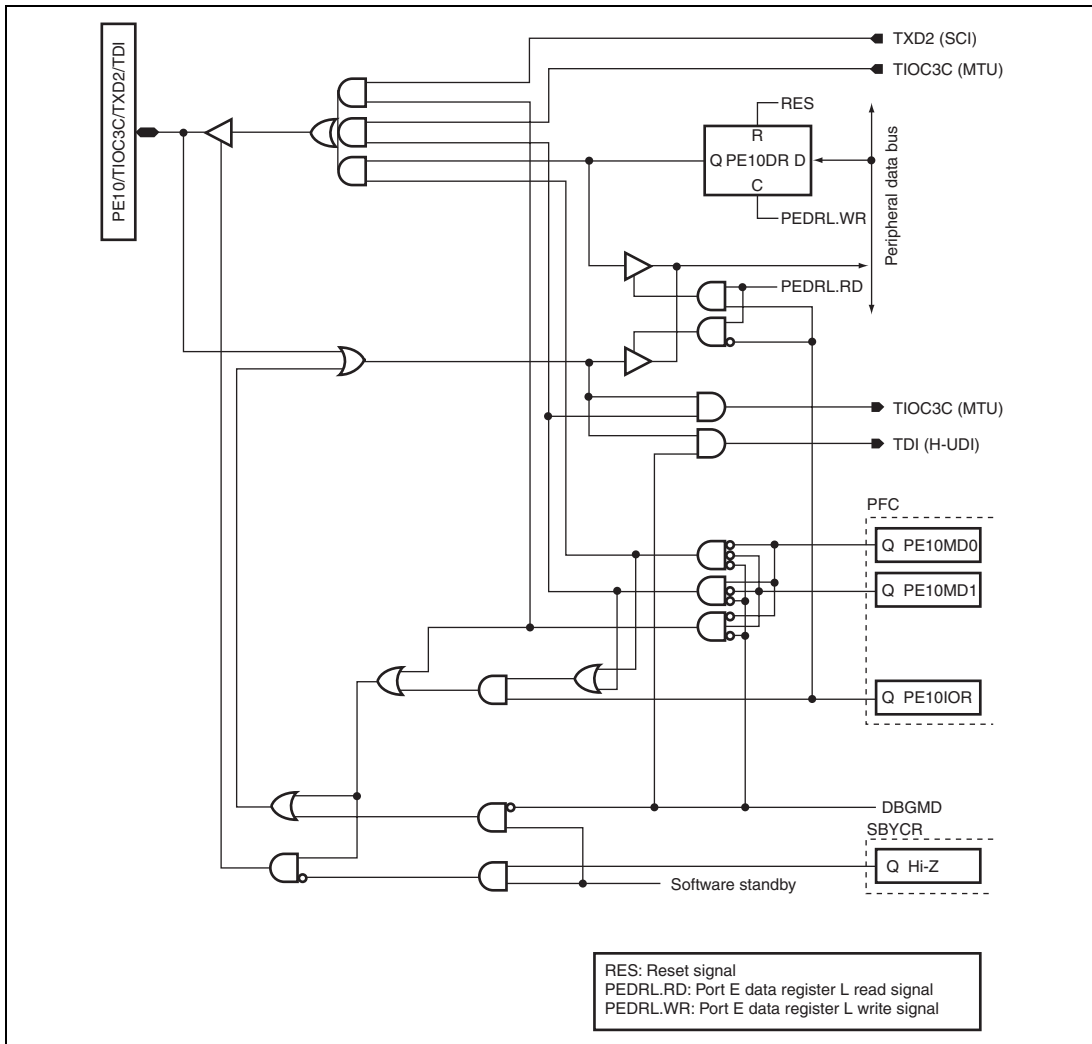 PE10/TIOC3C/TXD2/TDI
TXD2 (SCI)
TIOC3C (MTU)
RES
R
Q PE10DR D
C
PEDRL.WR
Peripheral data bus
PEDRL.RD
TIOC3C (MTU)
TDI (H-UDI)
PFC
Q PE10MD0
Q PE10MD1
Q PE10IOR
DBGMD
SBYCR
Q Hi-Z
Software standby
RES: Reset signal
PEDRL.RD: Port E data register L read signal
PEDRL.WR: Port E data register L write signal